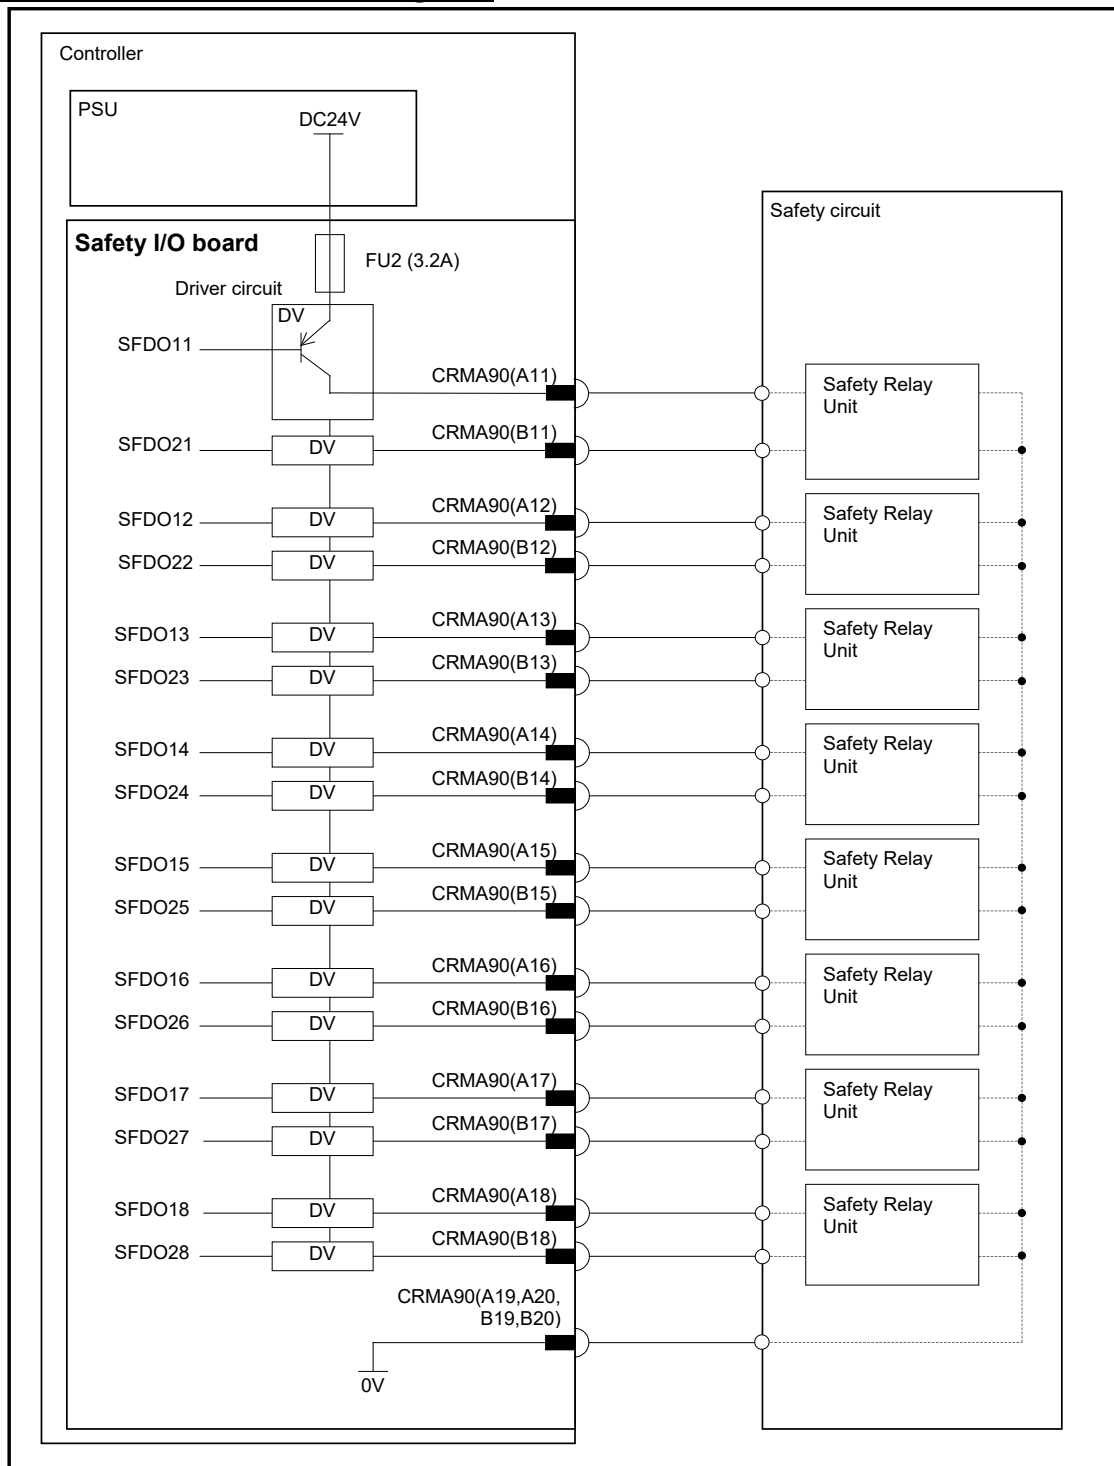 Controller
PSU
DC24V
Safety circuit
Safety I/O board
FU2 (3.2A)
Driver circuit
DV
SFDO11
CRMA90(A11)
Safety Relay
Unit
SFDO21
DV
CRMA90(B11)
SFDO12
DV
CRMA90(A12)
Safety Relay
Unit
SFDO22
DV
CRMA90(B12)
SFDO13
DV
CRMA90(A13)
Safety Relay
Unit
SFDO23
DV
CRMA90(B13)
SFDO14
DV
CRMA90(A14)
Safety Relay
Unit
SFDO24
DV
CRMA90(B14)
SFDO15
DV
CRMA90(A15)
Safety Relay
Unit
SFDO25
DV
CRMA90(B15)
SFDO16
DV
CRMA90(A16)
Safety Relay
Unit
SFDO26
DV
CRMA90(B16)
SFDO17
DV
CRMA90(A17)
Safety Relay
Unit
SFDO27
DV
CRMA90(B17)
SFDO18
DV
CRMA90(A18)
Safety Relay
Unit
SFDO28
DV
CRMA90(B18)
CRMA90(A19,A20,
B19,B20)
0V